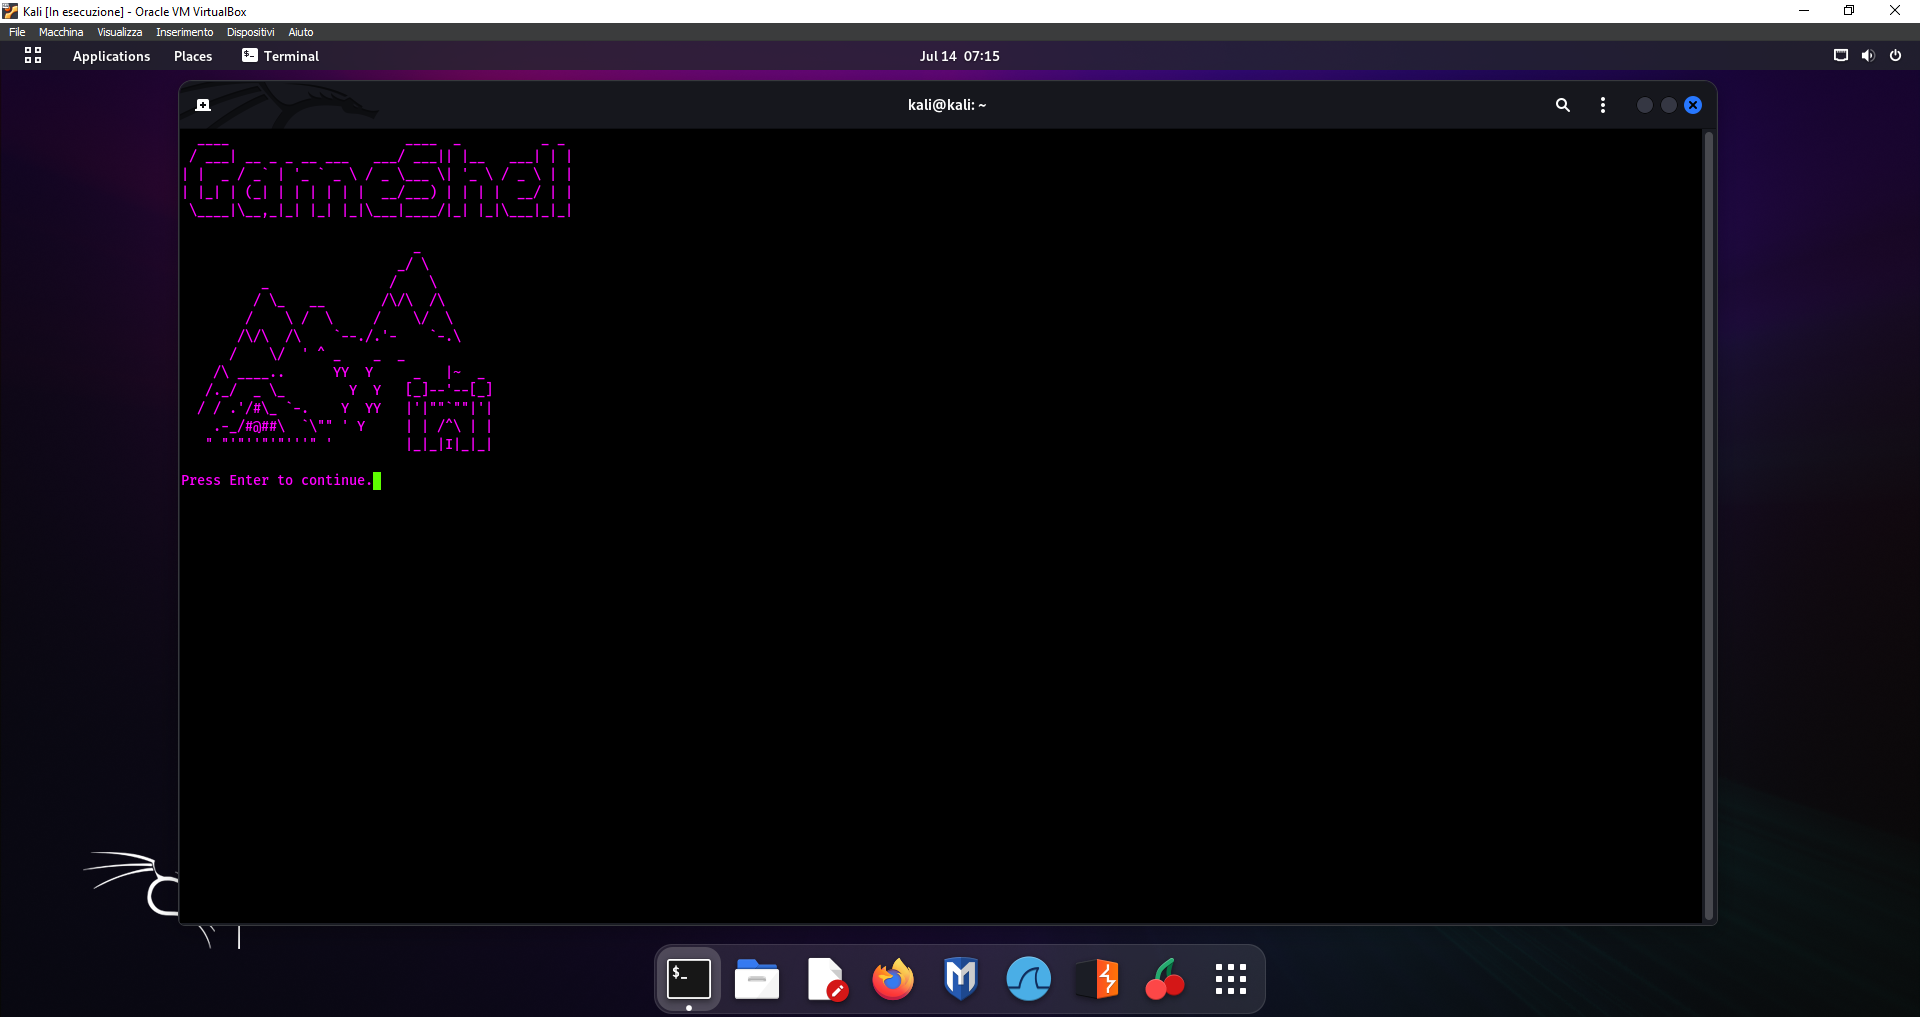 Kali [In esecuzione] - Oracle VM VirtualBox
File Macchina Visualizza Inserimento Dispositivi Aiuto
Applications Places Terminal Jul 14 07:15
kali@kali: ~
GameShell
Press Enter to continue.